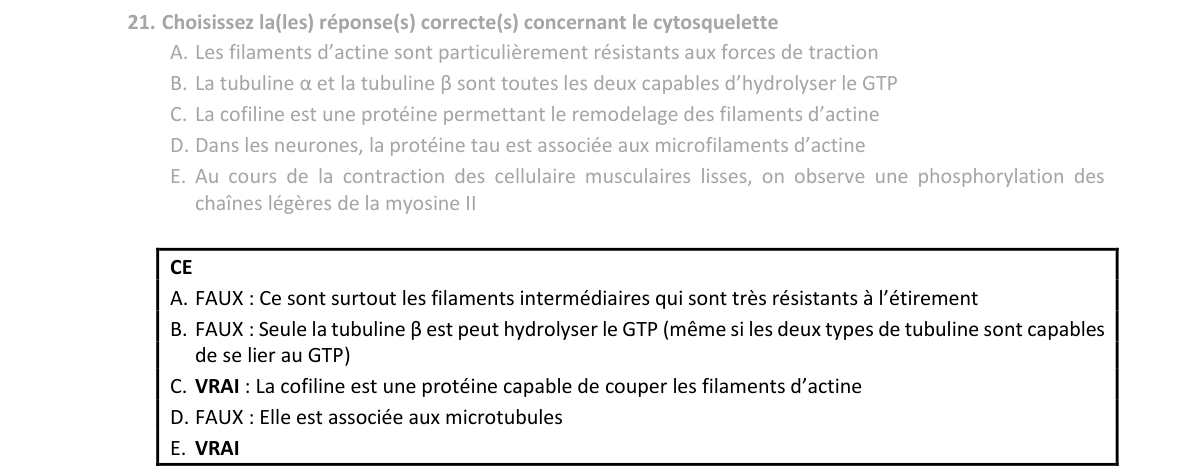 21. Choisissez la(les) réponse(s) correcte(s) concernant le cytosquelette
A. Les filaments d’actine sont particulièrement résistants aux forces de traction
B. La tubuline α et la tubuline β sont toutes les deux capables d’hydrolyser le GTP
C. La cofiline est une protéine permettant le remodelage des filaments d’actine
D. Dans les neurones, la protéine tau est associée aux microfilaments d’actine
E. Au cours de la contraction des cellulaire musculaires lisses, on observe une phosphorylation des
chaînes légères de la myosine II
CE
A. FAUX : Ce sont surtout les filaments intermédiaires qui sont très résistants à l’étirement
B. FAUX : Seule la tubuline β est peut hydrolyser le GTP (même si les deux types de tubuline sont capables
de se lier au GTP)
C. VRAI : La cofiline est une protéine capable de couper les filaments d’actine
D. FAUX : Elle est associée aux microtubules
E. VRAI